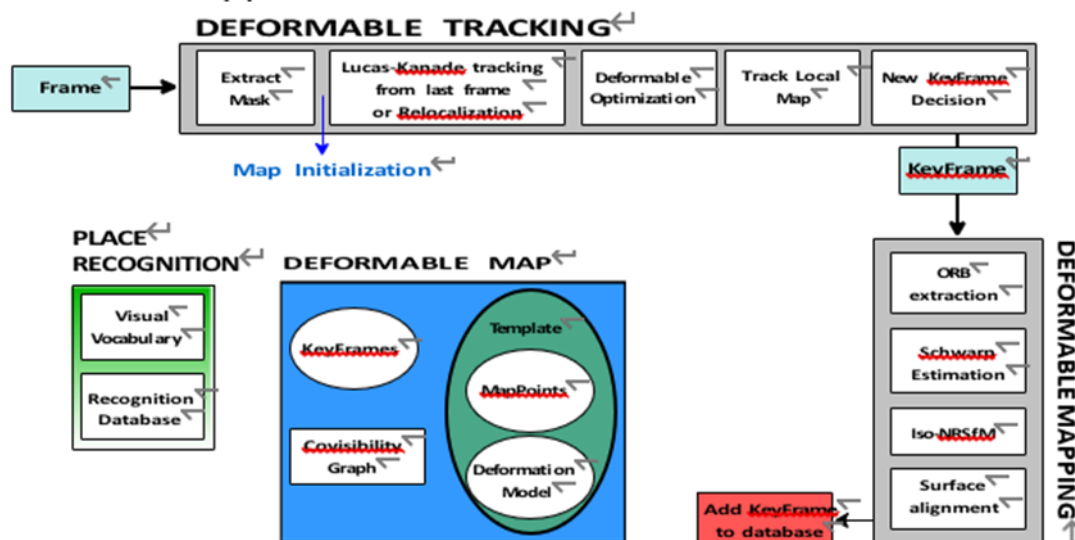 DEFORMABLE TRACKING
Frame
Extract
Mask
Lucas-Kanade tracking
from last frame
or Relocalization
Deformable
Optimization
Track Local
Map
New KeyFrame
Decision
Map Initialization
KeyFrame
PLACE
RECOGNITION
Visual
Vocabulary
Recognition
Database
DEFORMABLE MAP
KeyFrames
Covisibility
Graph
Template
MapPoints
Deformation
Model
DEFORMABLE MAPPING
ORB
extraction
Schwarp
Estimation
Iso-NRSfM
Surface
alignment
Add KeyFrame
to database